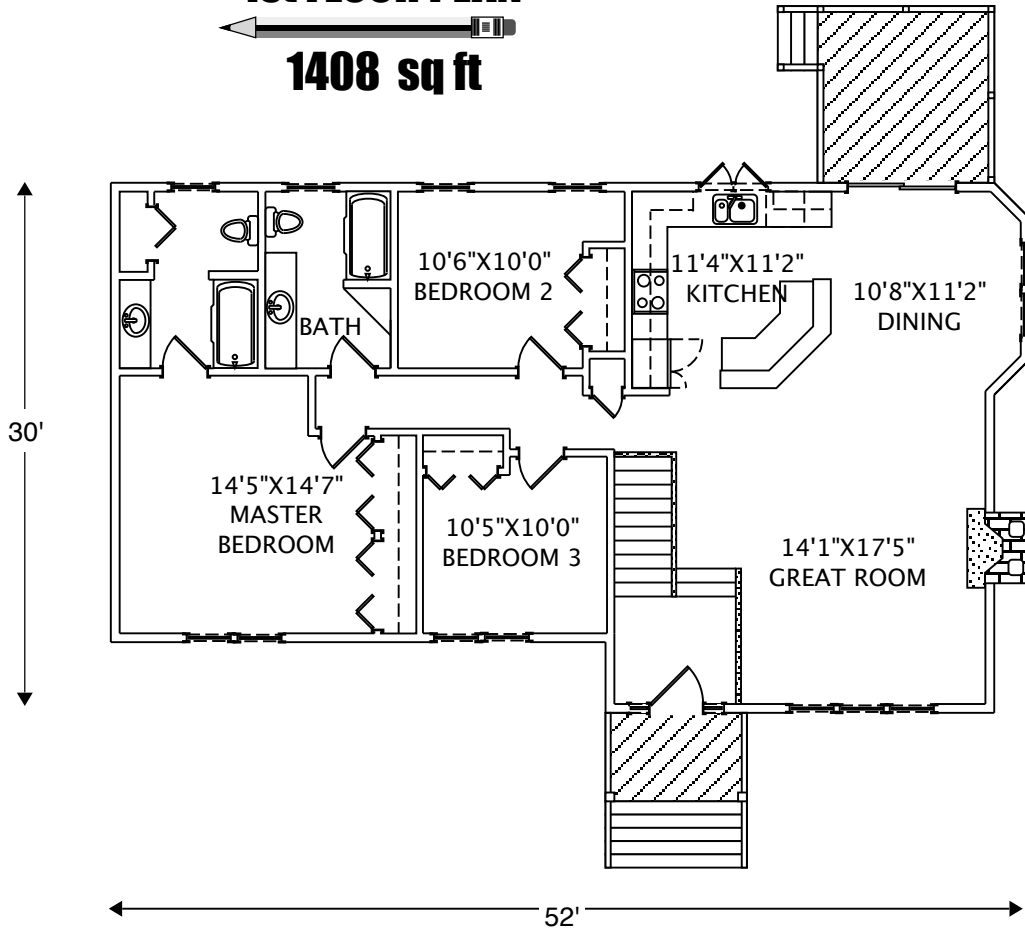 1408 sq ft
10'6"X10'0"
BEDROOM 2
11'4"X11'2"
KITCHEN
10'8"X11'2"
DINING
BATH
30'
14'5"X14'7"
MASTER
BEDROOM
10'5"X10'0"
BEDROOM 3
14'1"X17'5"
GREAT ROOM
52'